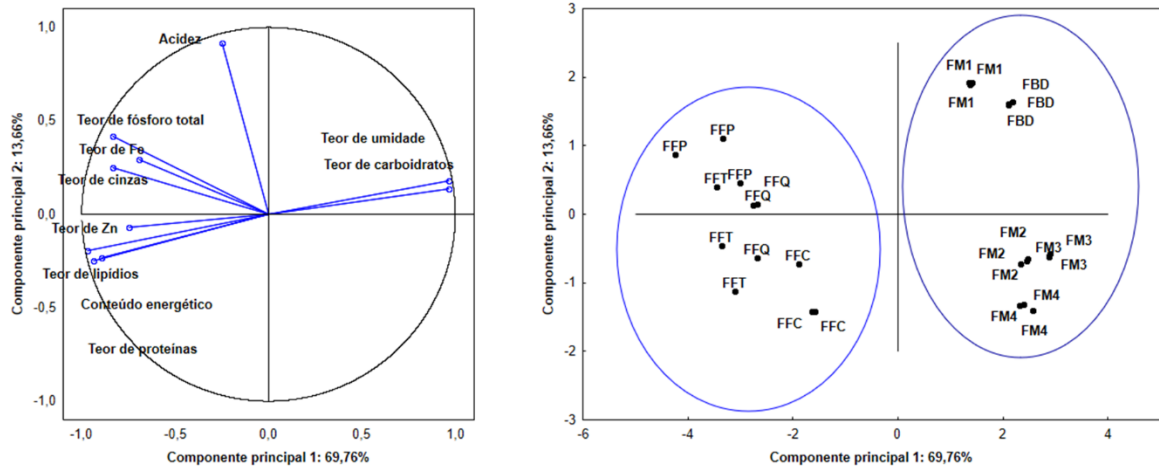 1,0
0,5
0,0
-0,5
-1,0
Componente principal 2: 13,66%
Acidez
Teor de fósforo total
Teor de Fe
Teor de cinzas
Teor de umidade
Teor de carboidratos
Teor de Zn
Teor de lipídios
Conteúdo energético
Teor de proteínas
-1,0 -0,5 0,0 0,5 1,0
Componente principal 1: 69,76%
3
2
1
0
-1
-2
-3
Componente principal 2: 13,66%
FM1 FM1
FM1
FBD
FBD
FBD
FFP
FFP
FFT FFP FFQ
FFQ
FFT FFQ FFC
FFT
FFC FFC
FM2
FM2
FM2
FM3
FM3
FM3
FM4
FM4
FM4
-6 -4 -2 0 2 4 6
Componente principal 1: 69,76%